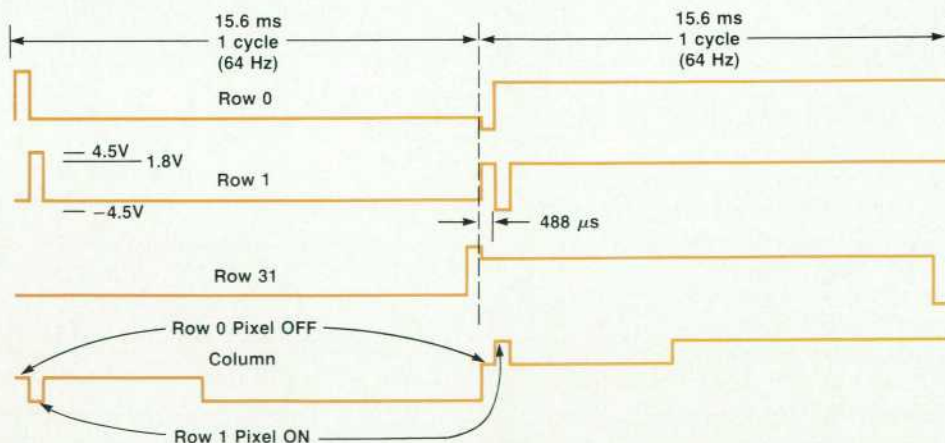 15.6 ms
1 cycle
(64 Hz)
15.6 ms
1 cycle
(64 Hz)
Row 0
4.5V
1.8V
Row 1
−4.5V
488 μs
Row 31
Row 0 Pixel OFF
Column
Row 1 Pixel ON